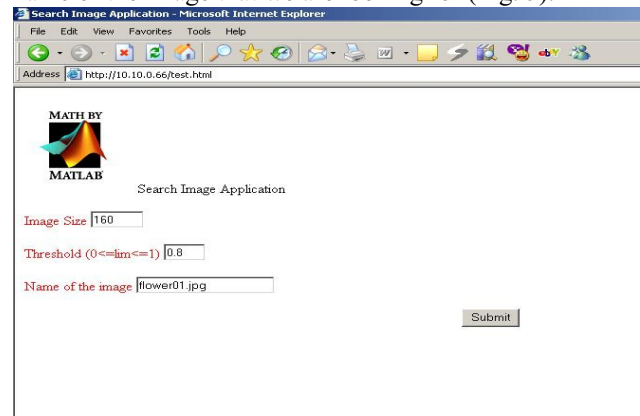 Search Image Application - Microsoft Internet Explorer
File Edit View Favorites Tools Help
Address http://10.10.0.66/test.html
MATH BY
MATLAB
Search Image Application
Image Size 160
Threshold (0<=lim<=1) 0.8
Name of the image flower01.jpg
Submit